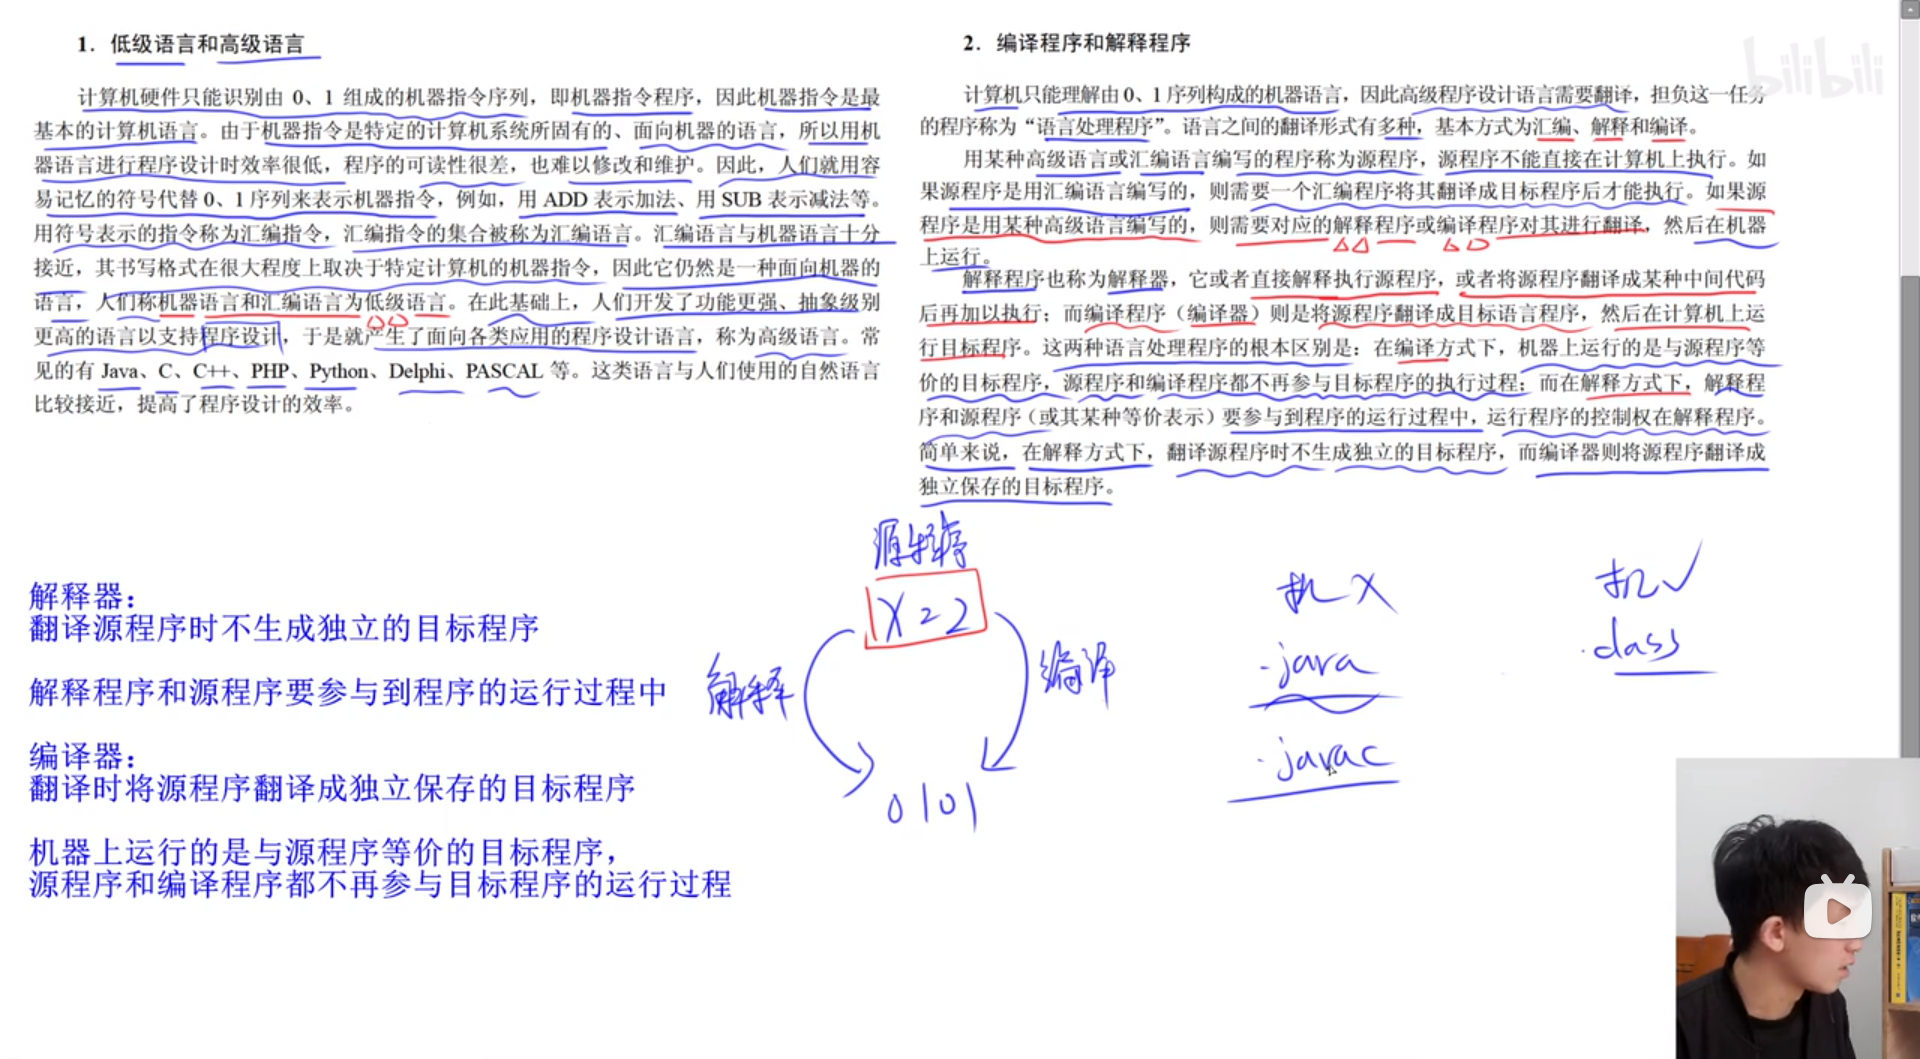 1．低级语言和高级语言
计算机硬件只能识别由 0、1 组成的机器指令序列，即机器指令程序，因此机器指令是最
基本的计算机语言。由于机器指令是特定的计算机系统所固有的、面向机器的语言，所以用机
器语言进行程序设计时效率很低，程序的可读性很差，也难以修改和维护。因此，人们就用容
易记忆的符号代替 0、1 序列来表示机器指令，例如，用 ADD 表示加法、用 SUB 表示减法等。
用符号表示的指令称为汇编指令，汇编指令的集合被称为汇编语言。汇编语言与机器语言十分
接近，其书写格式在很大程度上取决于特定计算机的机器指令，因此它仍然是一种面向机器的
语言，人们称机器语言和汇编语言为低级语言。在此基础上，人们开发了功能更强、抽象级别
更高的语言以支持程序设计，于是就产生了面向各类应用的程序设计语言，称为高级语言。常
见的有 Java、C、C++、PHP、Python、Delphi、PASCAL 等。这类语言与人们使用的自然语言
比较接近，提高了程序设计的效率。
2．编译程序和解释程序
bilibili
计算机只能理解由 0、1 序列构成的机器语言，因此高级程序设计语言需要翻译，担负这一任务
的程序称为“语言处理程序”。语言之间的翻译形式有多种，基本方式为汇编、解释和编译。
用某种高级语言或汇编语言编写的程序称为源程序，源程序不能直接在计算机上执行。如
果源程序是用汇编语言编写的，则需要一个汇编程序将其翻译成目标程序后才能执行。如果源
程序是用某种高级语言编写的，则需要对应的解释程序或编译程序对其进行翻译，然后在机器
上运行。
解释程序也称为解释器，它或者直接解释执行源程序，或者将源程序翻译成某种中间代码
后再加以执行；而编译程序（编译器）则是将源程序翻译成目标语言程序，然后在计算机上运
行目标程序。这两种语言处理程序的根本区别是：在编译方式下，机器上运行的是与源程序等
价的目标程序，源程序和编译程序都不再参与目标程序的执行过程；而在解释方式下，解释程
序和源程序（或其某种等价表示）要参与到程序的运行过程中，运行程序的控制权在解释程序。
简单来说，在解释方式下，翻译源程序时不生成独立的目标程序，而编译器则将源程序翻译成
独立保存的目标程序。
解释器：
翻译源程序时不生成独立的目标程序
解释程序和源程序要参与到程序的运行过程中
编译器：
翻译时将源程序翻译成独立保存的目标程序
机器上运行的是与源程序等价的目标程序，
源程序和编译程序都不再参与目标程序的运行过程
源程序
X=2
解释
编译
0101
机 X
.java
.javac
机 ✓
.class